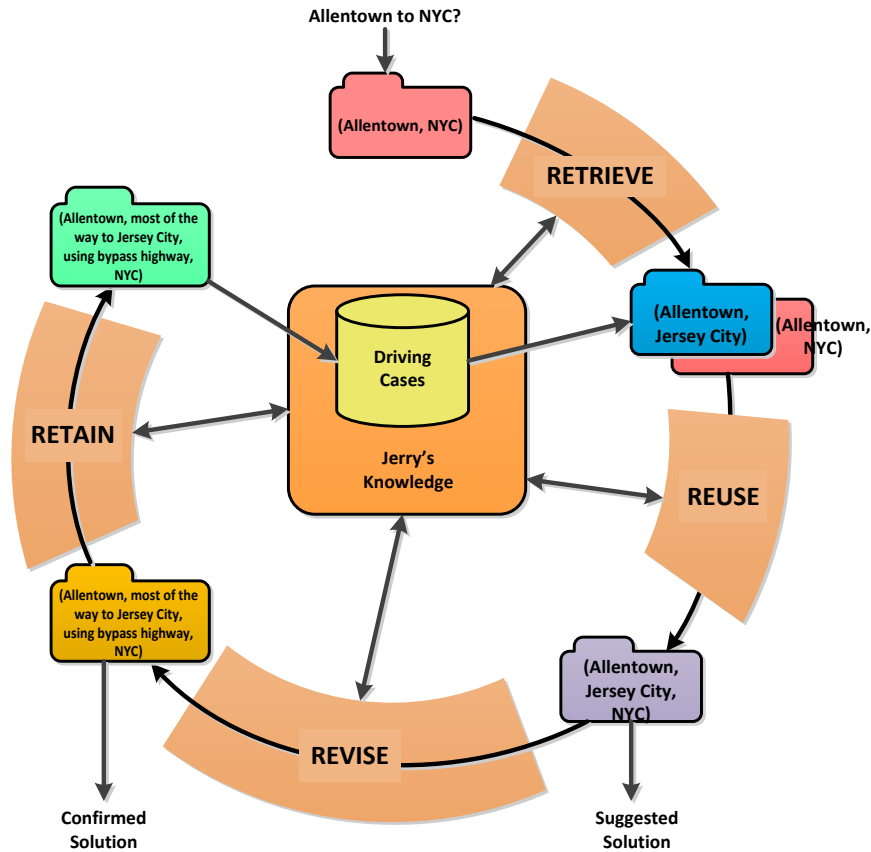 Allentown to NYC?
(Allentown, NYC)
RETRIEVE
(Allentown, most of the
way to Jersey City,
using bypass highway,
NYC)
(Allentown,
Jersey City)
(Allentown,
NYC)
Driving
Cases
Jerry's
Knowledge
RETAIN
REUSE
(Allentown, most of the
way to Jersey City,
using bypass highway,
NYC)
(Allentown,
Jersey City,
NYC)
REVISE
Confirmed
Solution
Suggested
Solution